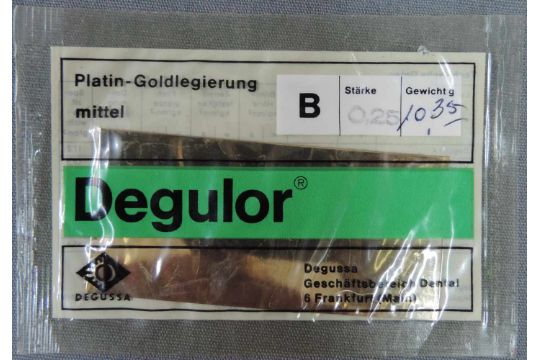 Platin-Goldlegierung
mittel
B
Stärke
0,25
Gewicht g
10,35
Degulor®
DEGUSSA
Degussa
Geschäftsbereich Dental
6 Frankfurt (Main)